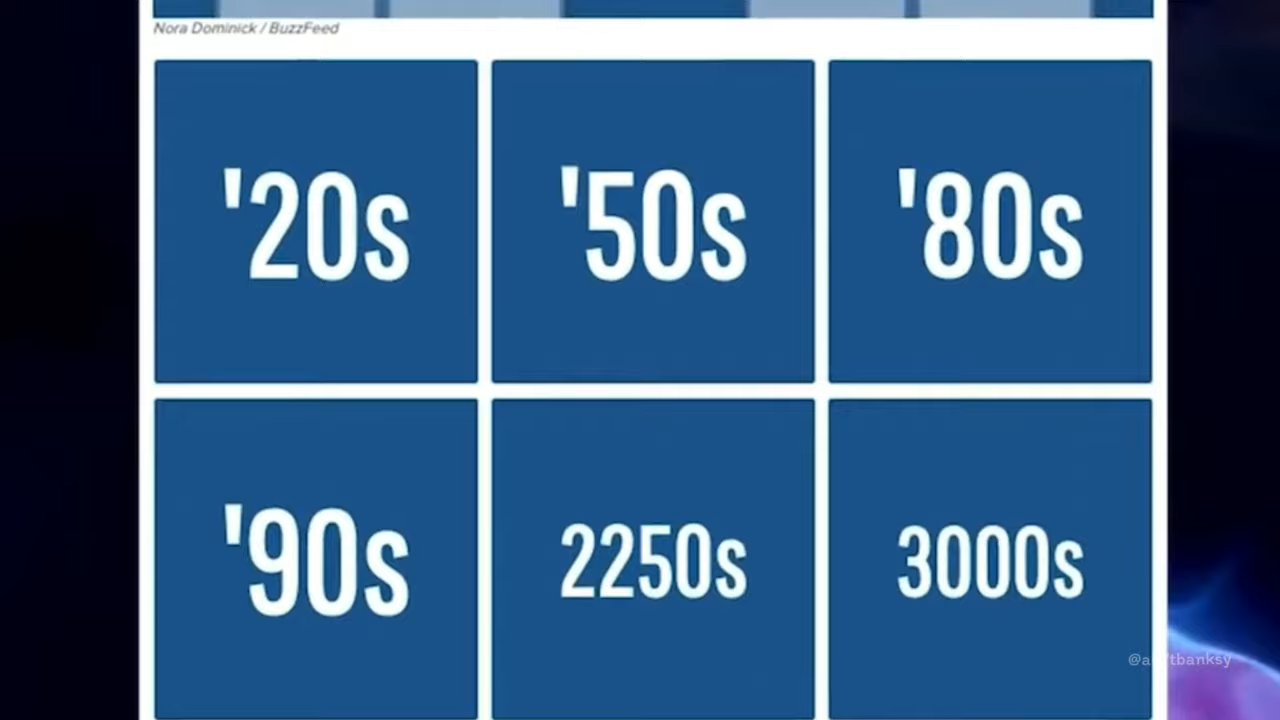 Nora Dominick / BuzzFeed
'20s
'50s
'80s
'90s
2250s
3000s